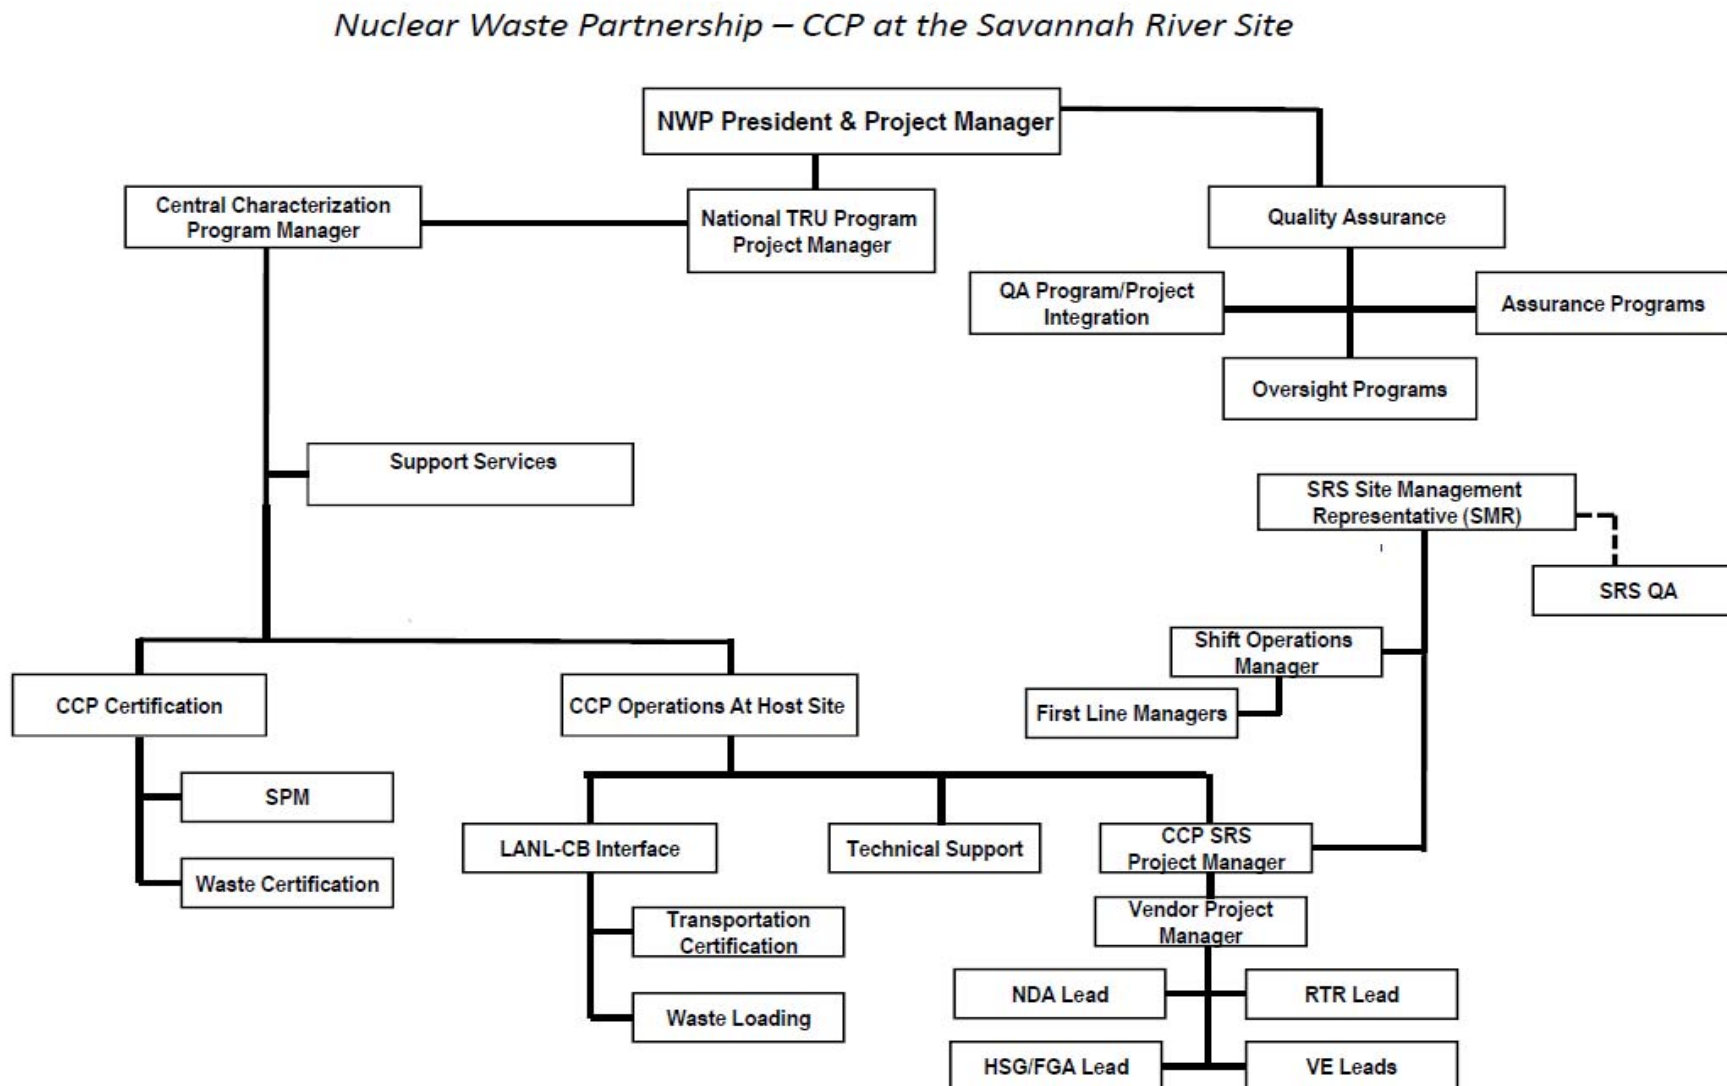 Nuclear Waste Partnership – CCP at the Savannah River Site
NWP President & Project Manager
Central Characterization
Program Manager
National TRU Program
Project Manager
Quality Assurance
QA Program/Project
Integration
Assurance Programs
Oversight Programs
Support Services
SRS Site Management
Representative (SMR)
SRS QA
Shift Operations
Manager
First Line Managers
CCP Certification
CCP Operations At Host Site
SPM
Waste Certification
LANL-CB Interface
Technical Support
CCP SRS
Project Manager
Transportation
Certification
Waste Loading
Vendor Project
Manager
NDA Lead
RTR Lead
HSG/FGA Lead
VE Leads